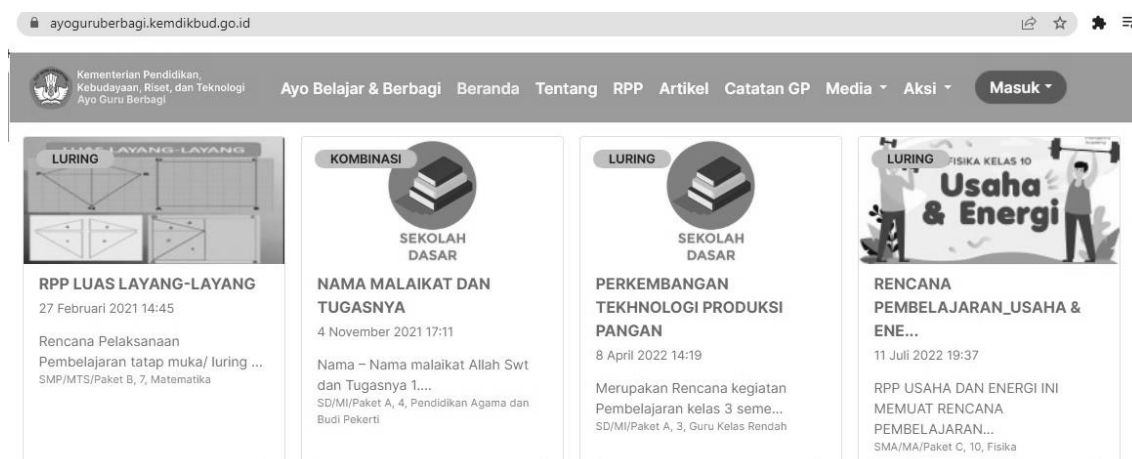 ayoguruberbagi.kemdikbud.go.id
Kementerian Pendidikan,
Kebudayaan, Riset, dan Teknologi
Ayo Guru Berbagi
Ayo Belajar & Berbagi Beranda Tentang RPP Artikel Catatan GP Media Aksi Masuk
LURING
LUAS LAYANG-LAYANG
RPP LUAS LAYANG-LAYANG
27 Februari 2021 14:45
Rencana Pelaksanaan
Pembelajaran tatap muka/ luring ...
SMP/MTS/Paket B, 7, Matematika
KOMBINASI
SEKOLAH
DASAR
NAMA MALAIKAT DAN
TUGASNYA
4 November 2021 17:11
Nama – Nama malaikat Allah Swt
dan Tugasnya 1....
SD/MI/Paket A, 4, Pendidikan Agama dan
Budi Pekerti
LURING
SEKOLAH
DASAR
PERKEMBANGAN
TEKHNOLOGI PRODUKSI
PANGAN
8 April 2022 14:19
Merupakan Rencana kegiatan
Pembelajaran kelas 3 seme...
SD/MI/Paket A, 3, Guru Kelas Rendah
LURING
FISIKA KELAS 10
Usaha
& Energi
RENCANA
PEMBELAJARAN_USAHA &
ENE...
11 Juli 2022 19:37
RPP USAHA DAN ENERGI INI
MEMUAT RENCANA
PEMBELAJARAN...
SMA/MA/Paket C, 10, Fisika